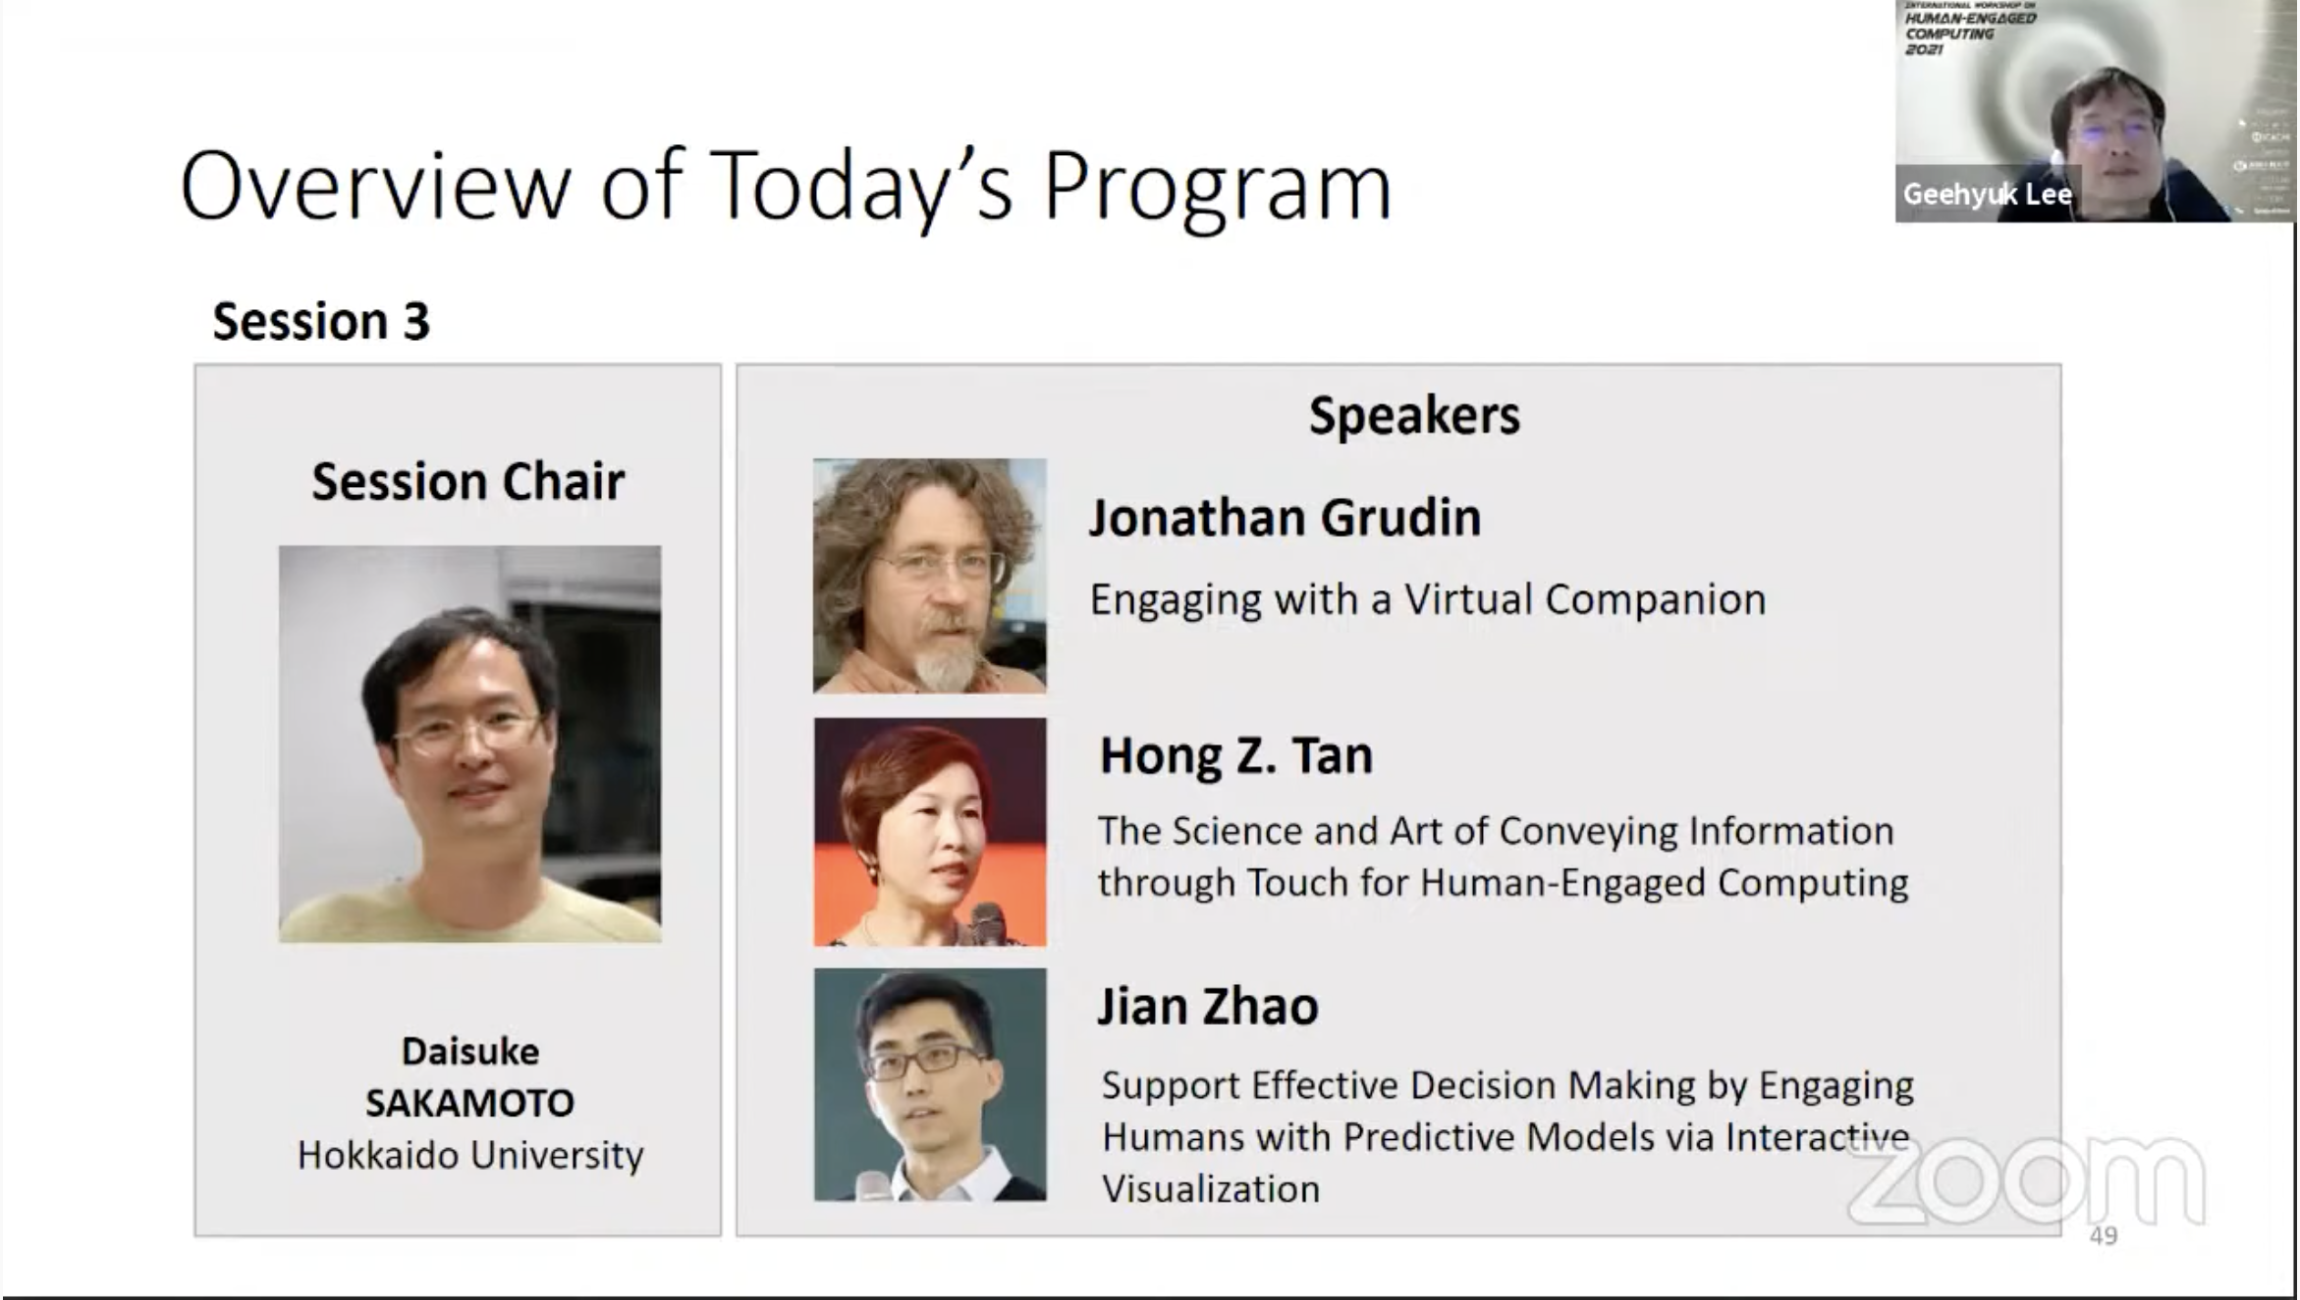 INTERNATIONAL WORKSHOP ON
HUMAN-ENGAGED
COMPUTING
2021
Geehyuk Lee
Overview of Today's Program
Session 3
Session Chair
Daisuke
SAKAMOTO
Hokkaido University
Speakers
Jonathan Grudin
Engaging with a Virtual Companion
Hong Z. Tan
The Science and Art of Conveying Information
through Touch for Human-Engaged Computing
Jian Zhao
Support Effective Decision Making by Engaging
Humans with Predictive Models via Interactive
Visualization
zoom
49